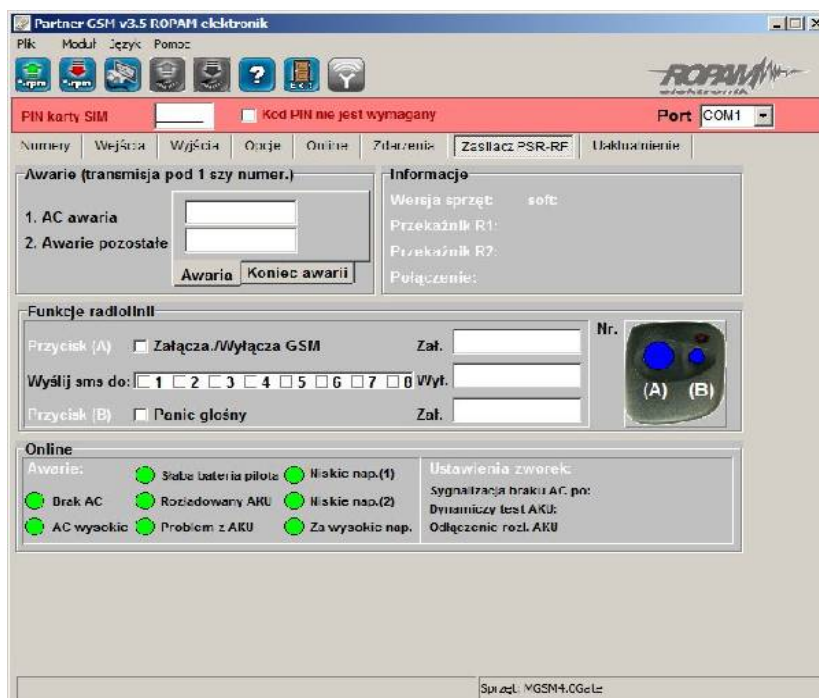 Partner GSM v3.5 ROPAM elektronik
Plik Moduł Język Pomoc
ROPAM elektronik
PIN karty SIM Kod PIN nie jest wymagany Port COM1
Numery Wejścia Wyjścia Opcje Online Zdarzenia Zasilacz PSR-RF Uaktualnienie
Awarie (transmisja pod 1 szy numer.) Informacje
Wersja sprzęt: soft:
1. AC awaria
Przekaźnik R1:
2. Awarie pozostałe
Przekaźnik R2:
Awaria Koniec awarii
Połączenie:
Funkcje radiolinii
Nr.
Przycisk (A) Załącza./Wyłącza GSM Zał.
Wyślij sms do: 1 2 3 4 5 6 7 8 Wył.
(A) (B)
Przycisk (B) Panic głośny Zał.
Online
Awarie: Słaba bateria pilota Niskie nap.(1) Ustawienia zworek:
Sygnalizacja braku AC po:
Brak AC Rozładowany AKU Niskie nap.(2)
Dynamiczy test AKU:
AC wysokie Problem z AKU Za wysokie nap. Odłączenie rozł. AKU
Sprzęt: MGSM4.0Gate